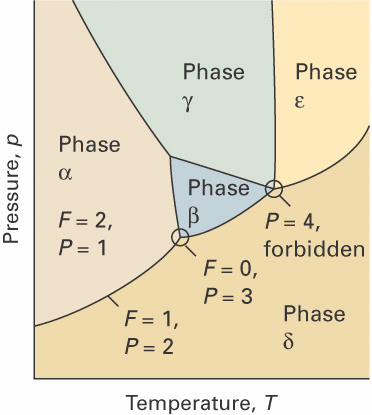 Phase
γ
Phase
ε
Phase
α
Phase
β
F = 2,
P = 1
P = 4,
forbidden
F = 0,
P = 3
F = 1,
P = 2
Phase
δ
Pressure, p
Temperature, T